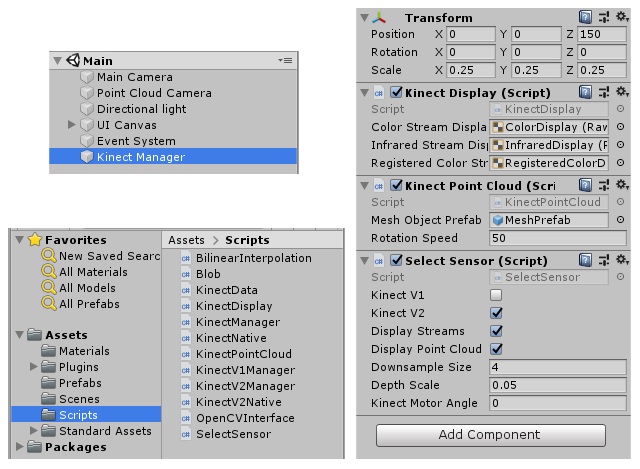 Main
Main Camera
Point Cloud Camera
Directional light
UI Canvas
Event System
Kinect Manager
Favorites
New Saved Searc
All Materials
All Models
All Prefabs
Assets
Materials
Plugins
Prefabs
Scenes
Scripts
Standard Assets
Packages
Assets > Scripts
BilinearInterpolation
Blob
KinectData
KinectDisplay
KinectManager
KinectNative
KinectPointCloud
KinectV1Manager
KinectV2Manager
KinectV2Native
OpenCVInterface
SelectSensor
Transform
Position X 0 Y 0 Z 150
Rotation X 0 Y 0 Z 0
Scale X 0.25 Y 0.25 Z 0.25
Kinect Display (Script)
Script KinectDisplay
Color Stream Displa ColorDisplay (Raw
Infrared Stream Disp InfraredDisplay (R
Registered Color Str RegisteredColorD
Kinect Point Cloud (Scri
Script KinectPointCloud
Mesh Object Prefab MeshPrefab
Rotation Speed 50
Select Sensor (Script)
Script SelectSensor
Kinect V1
Kinect V2
Display Streams
Display Point Cloud
Downsample Size 4
Depth Scale 0.05
Kinect Motor Angle 0
Add Component